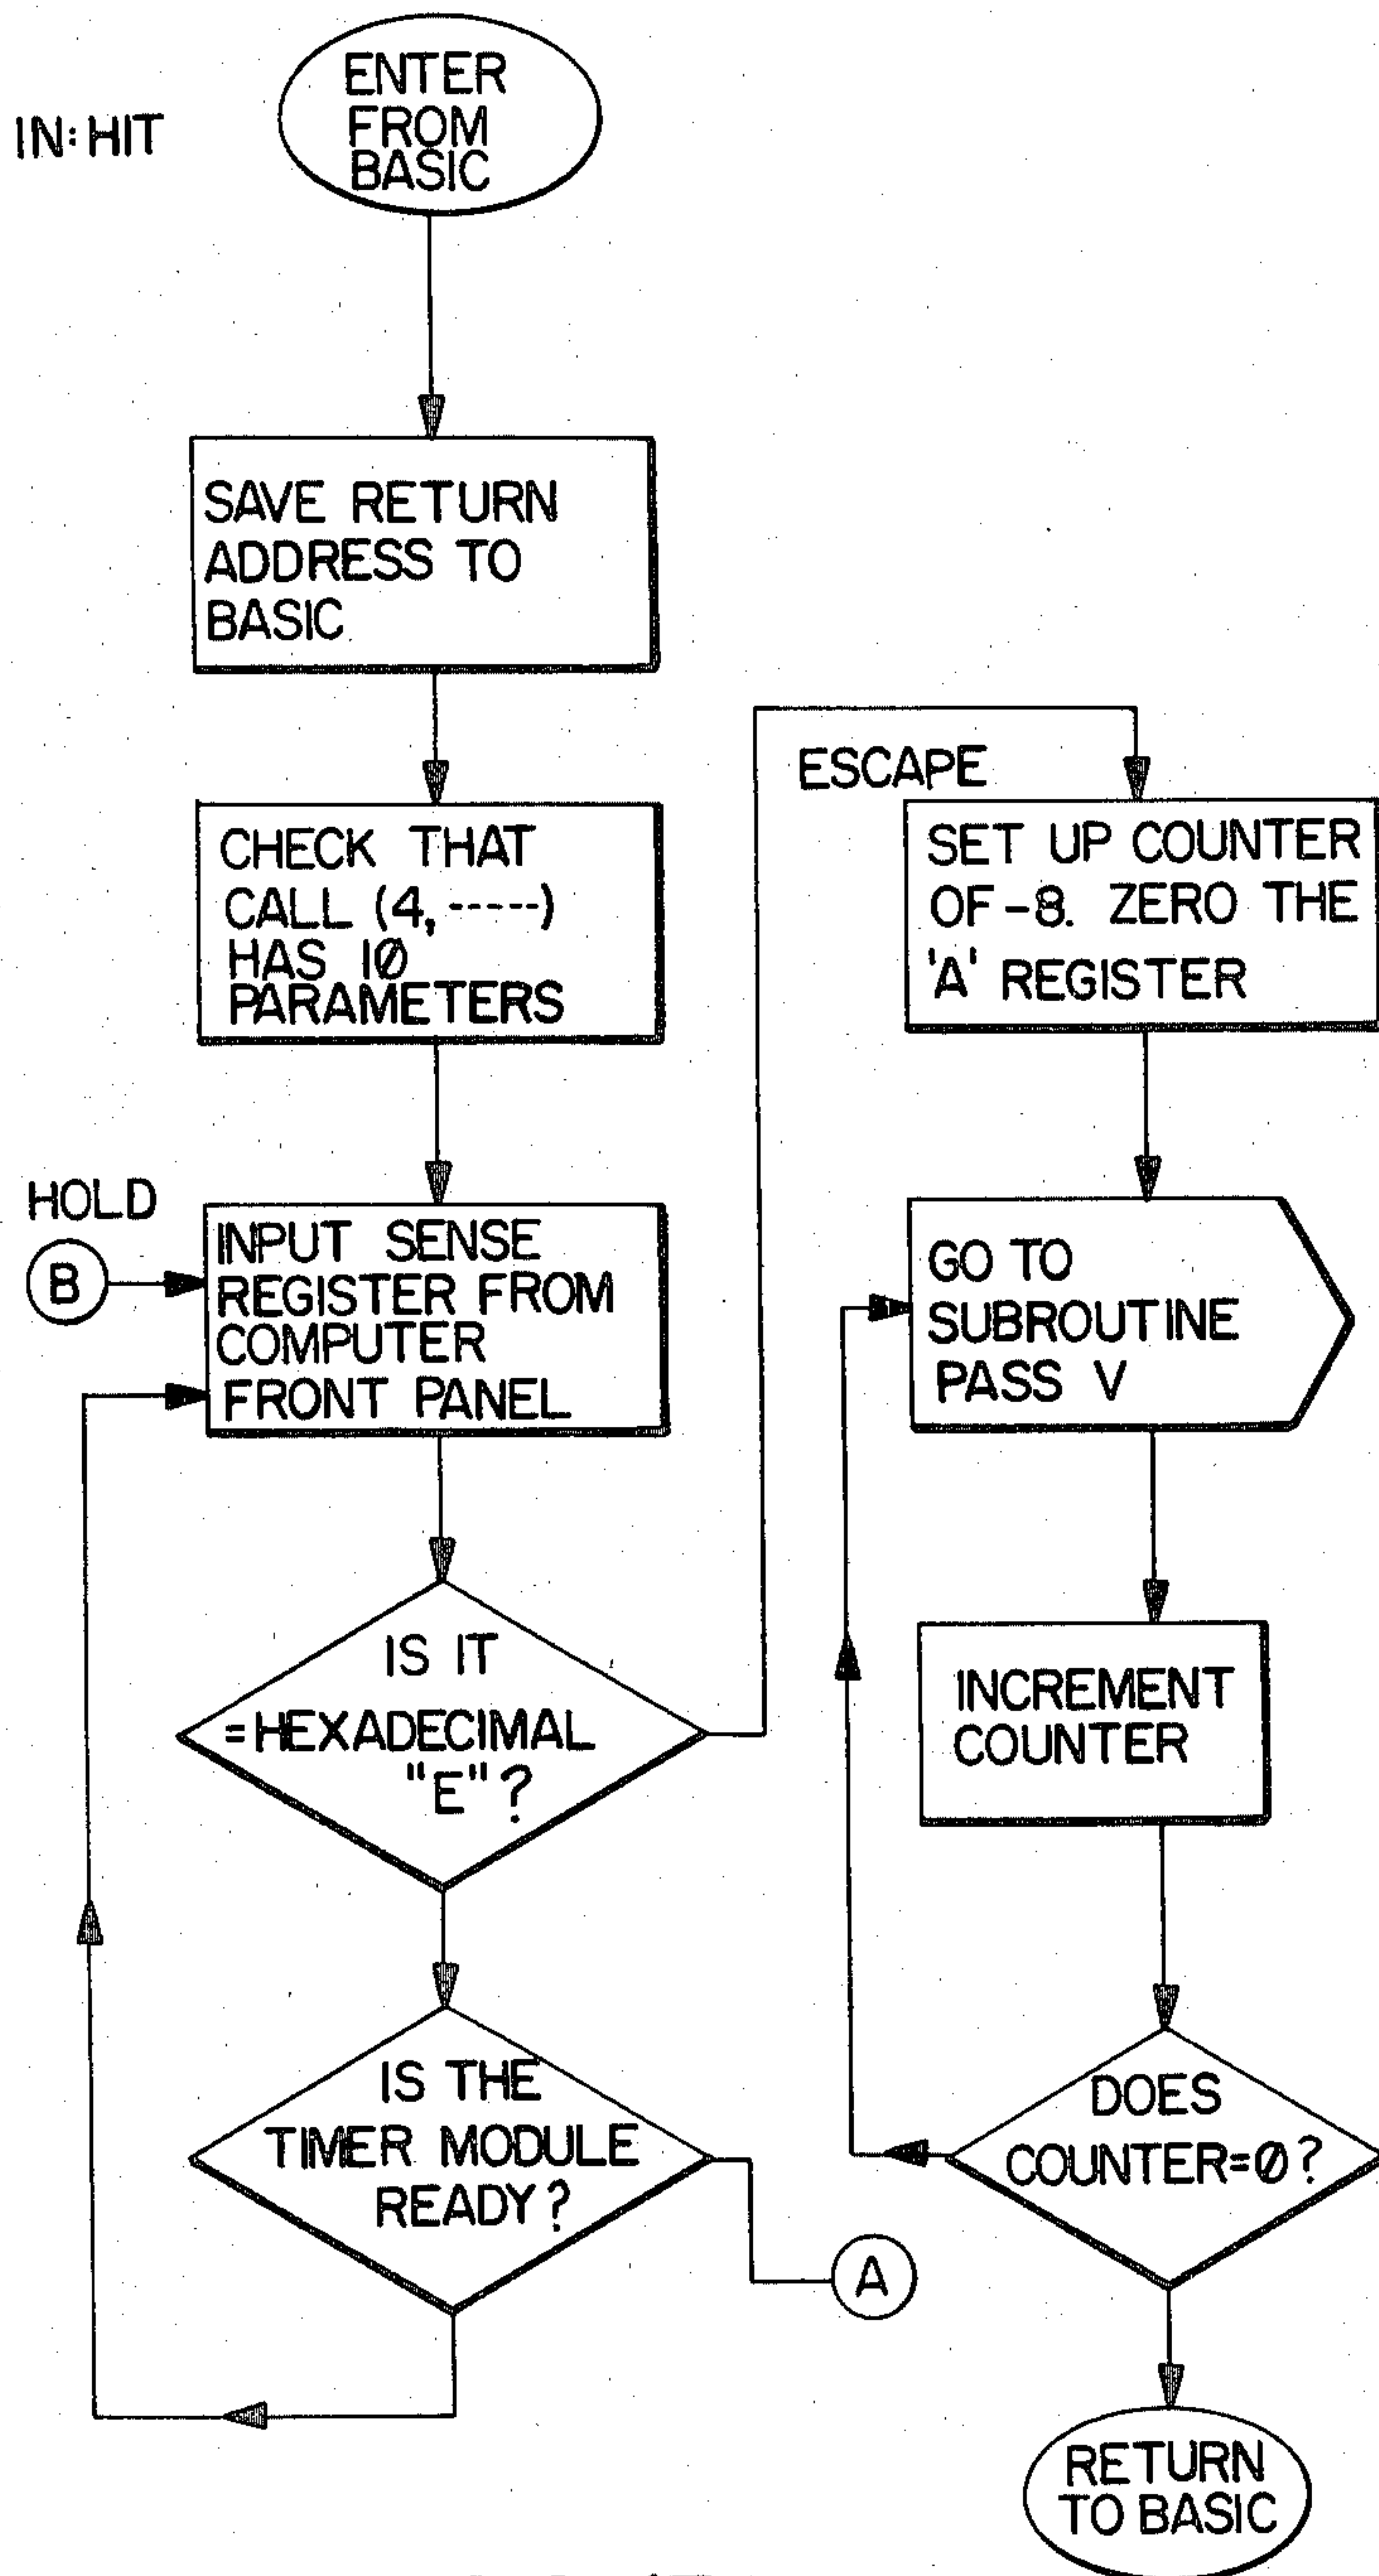 IN:HIT
ENTER
FROM
BASIC
SAVE RETURN
ADDRESS TO
BASIC
CHECK THAT
CALL (4, -----)
HAS 1Ø
PARAMETERS
HOLD
B
INPUT SENSE
REGISTER FROM
COMPUTER
FRONT PANEL
IS IT
=HEXADECIMAL
"E"?
IS THE
TIMER MODULE
READY?
A
ESCAPE
SET UP COUNTER
OF -8. ZERO THE
'A' REGISTER
GO TO
SUBROUTINE
PASS V
INCREMENT
COUNTER
DOES
COUNTER=Ø?
RETURN
TO BASIC